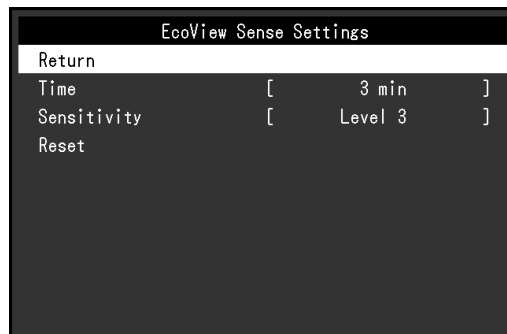 EcoView Sense Settings
Return
Time [ 3 min ]
Sensitivity [ Level 3 ]
Reset